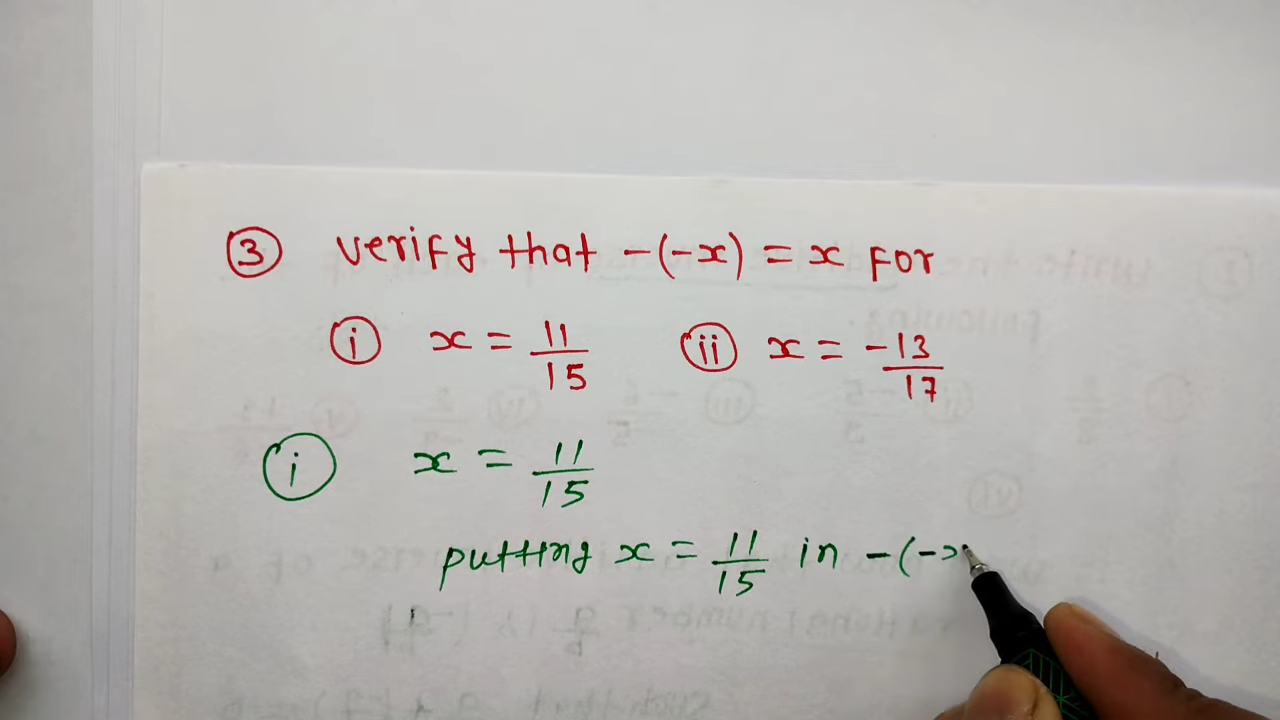 ③ verify that -(-x) = x for
ⓘ x = 11/15 ⓘⓘ x = -13/17
ⓘ x = 11/15
putting x = 11/15 in -(-x